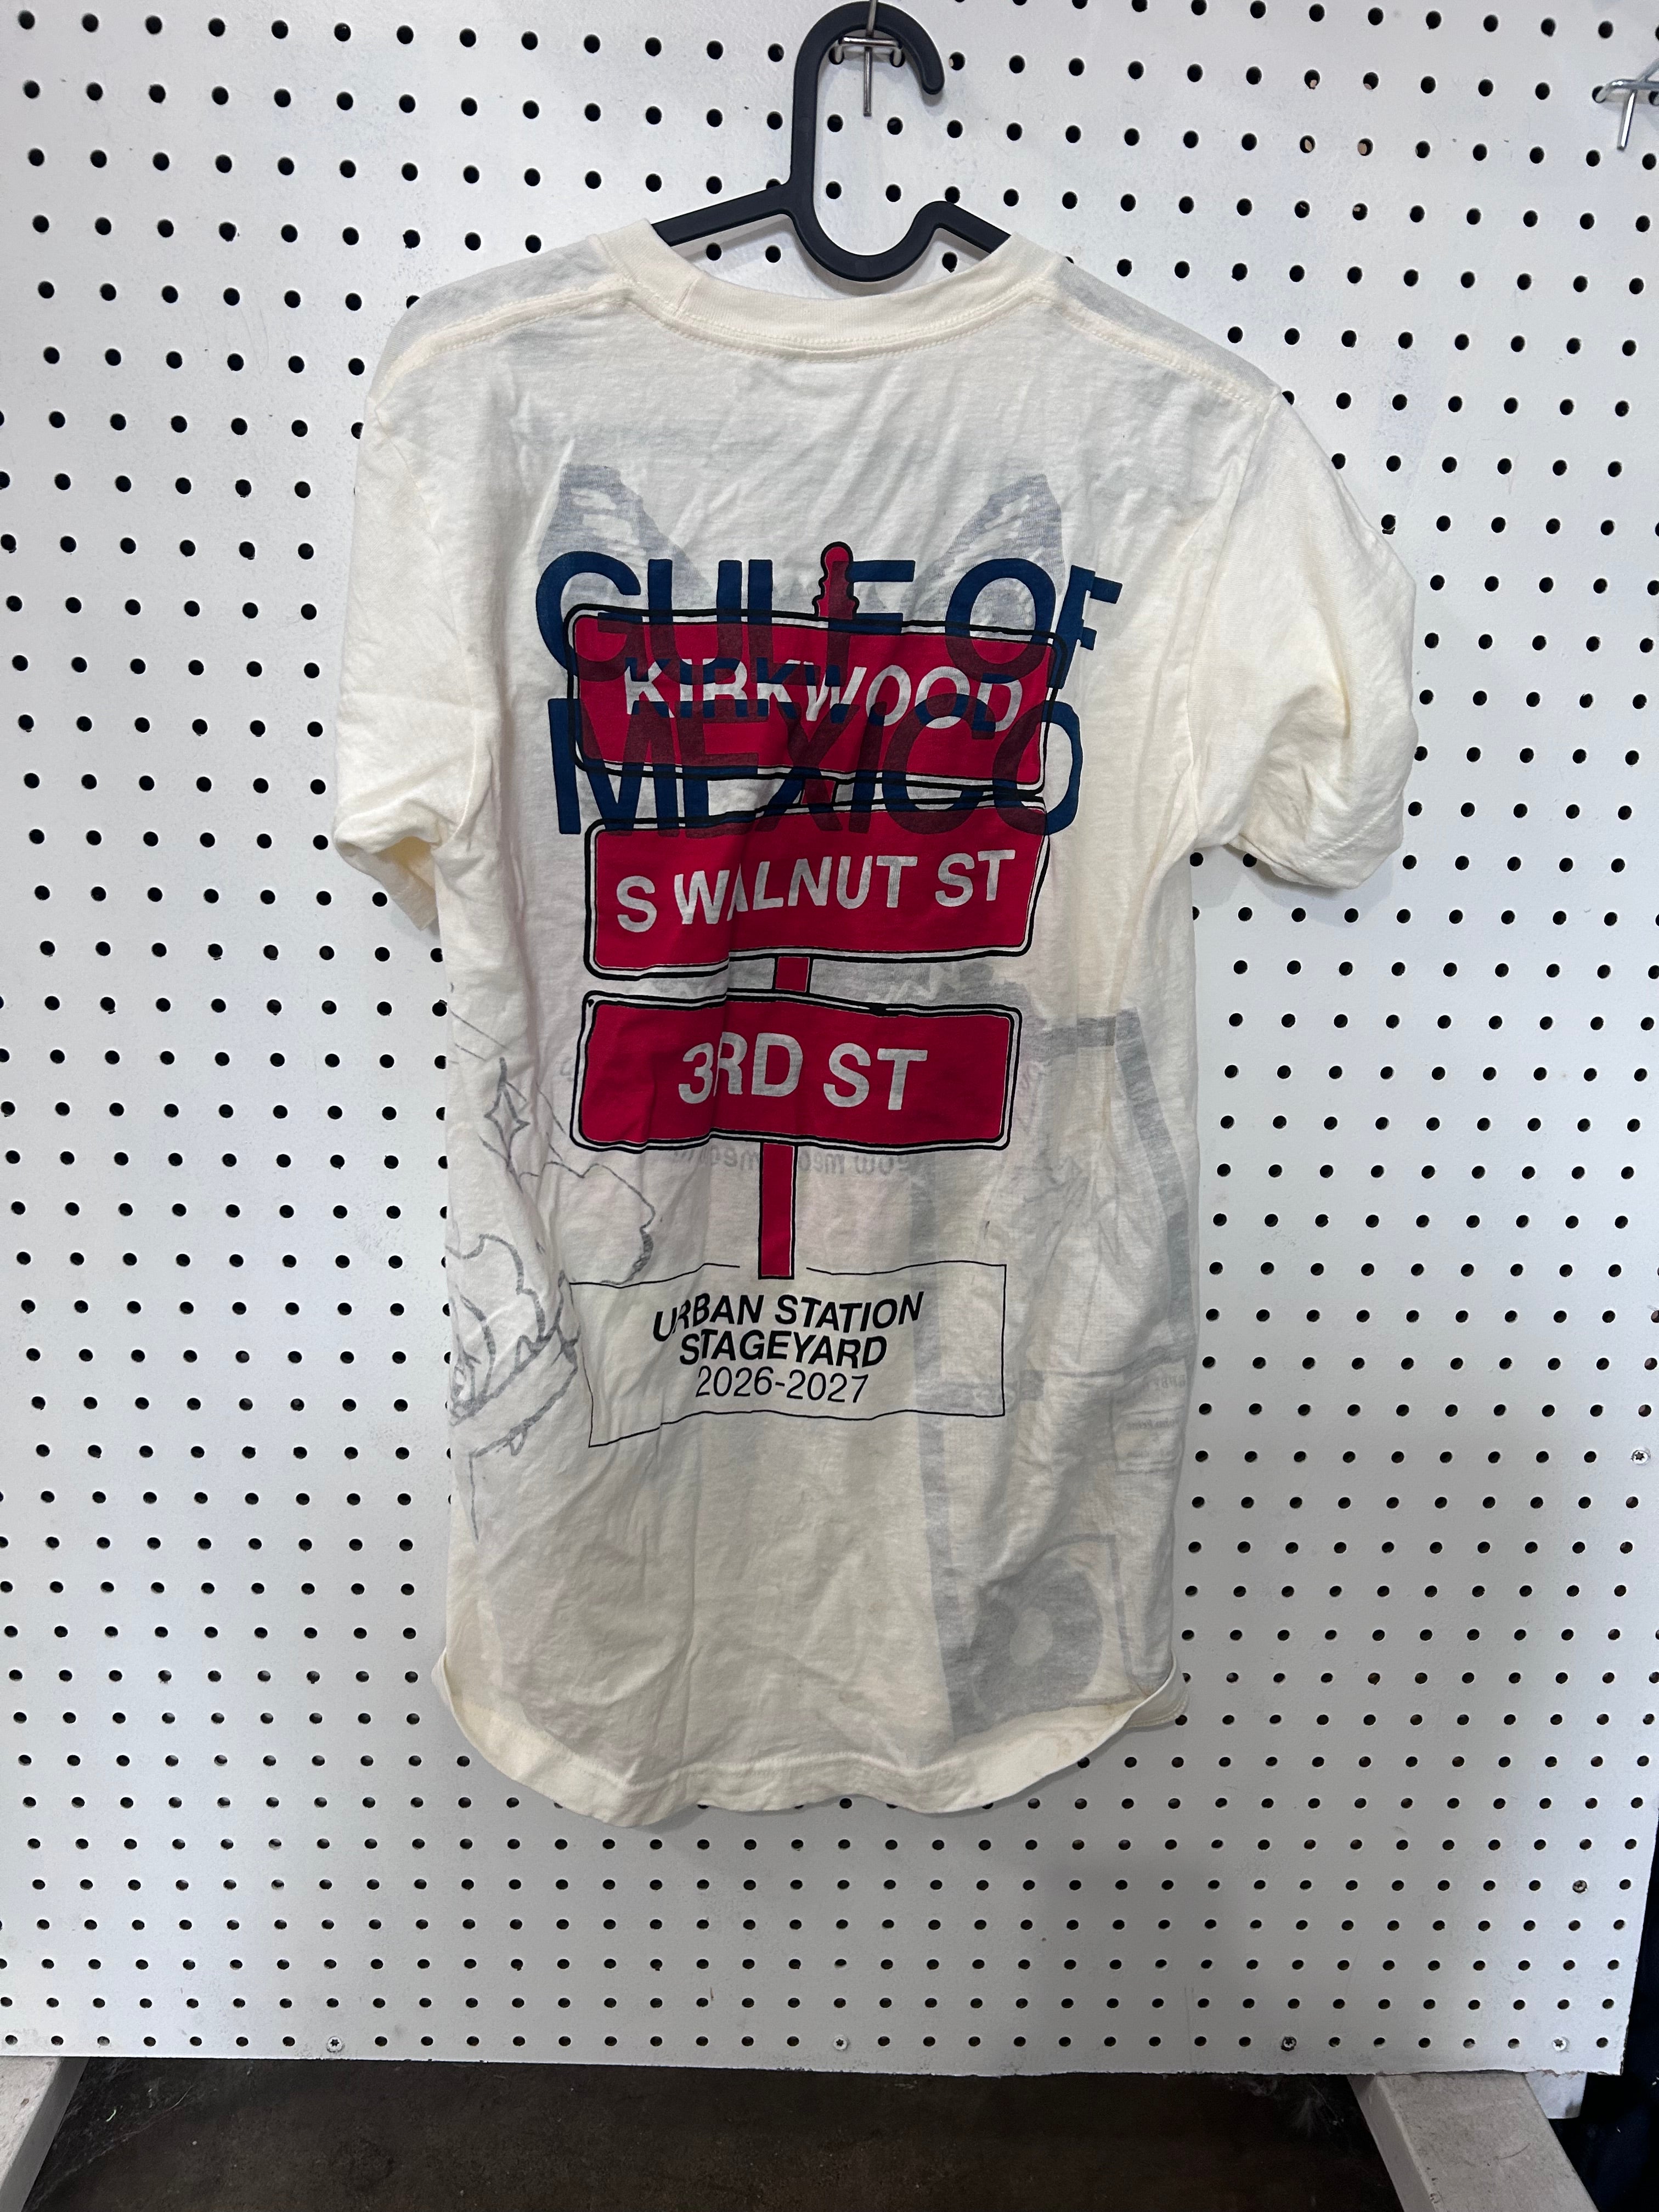 GULF OF
KIRKWOOD
MEXICO
S WALNUT ST
3RD ST
URBAN STATION
STAGEYARD
2026-2027